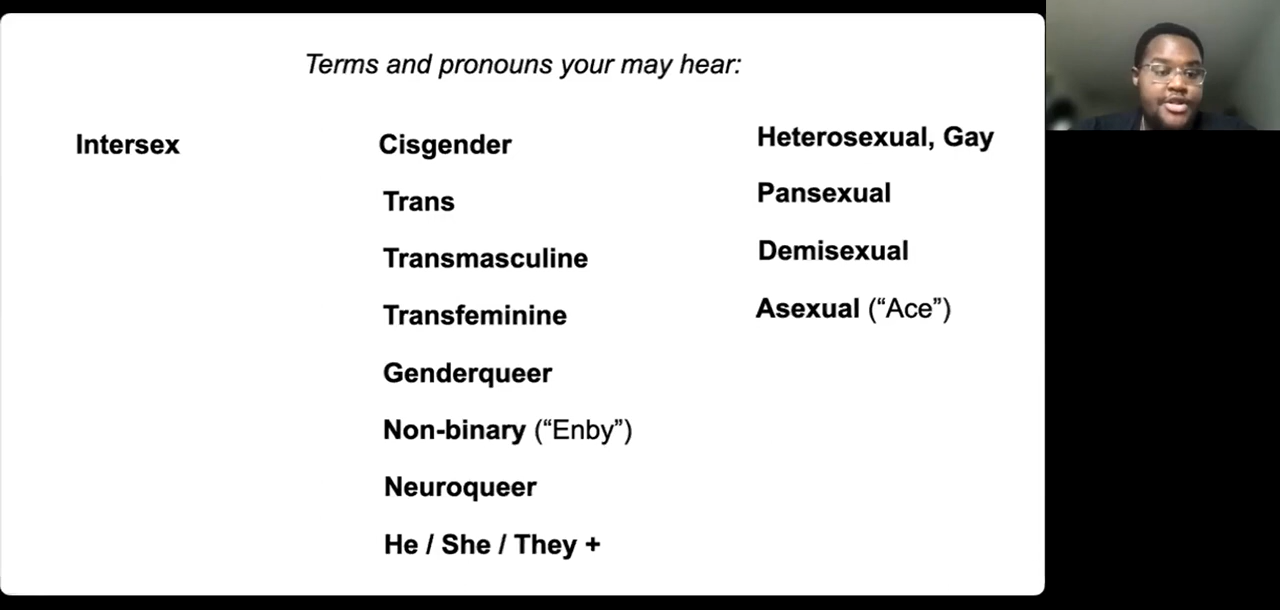 Terms and pronouns your may hear:
Intersex
Cisgender
Trans
Transmasculine
Transfeminine
Genderqueer
Non-binary (“Enby”)
Neuroqueer
He / She / They +
Heterosexual, Gay
Pansexual
Demisexual
Asexual (“Ace”)